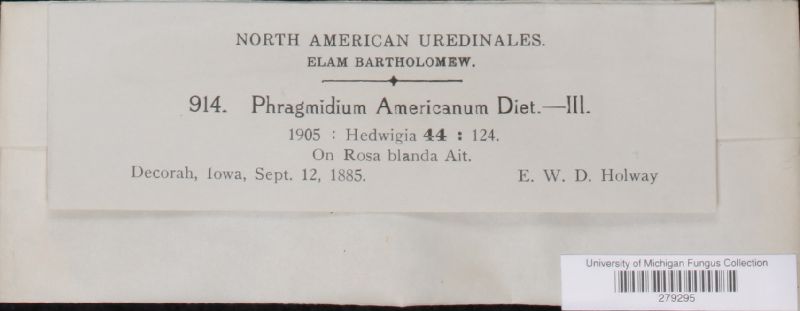 NORTH AMERICAN UREDINALES.
ELAM BARTHOLOMEW.
914. Phragmidium Americanum Diet.—III.
1905 : Hedwigia 44 : 124.
On Rosa blanda Ait.
Decorah, Iowa, Sept. 12, 1885. E. W. D. Holway
University of Michigan Fungus Collection
279295